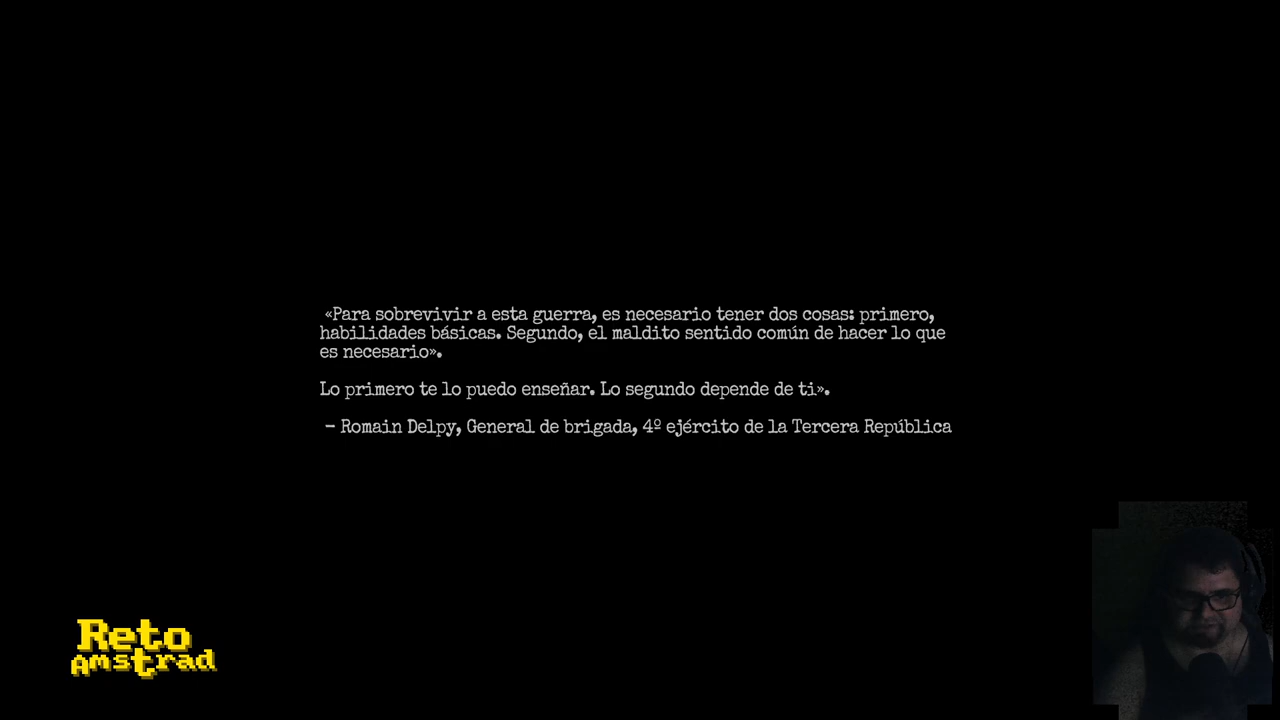 «Para sobrevivir a esta guerra, es necesario tener dos cosas: primero,
habilidades básicas. Segundo, el maldito sentido común de hacer lo que
es necesario».
Lo primero te lo puedo enseñar. Lo segundo depende de ti».
– Romain Delpy, General de brigada, 4º ejército de la Tercera República
Reto
Amstrad